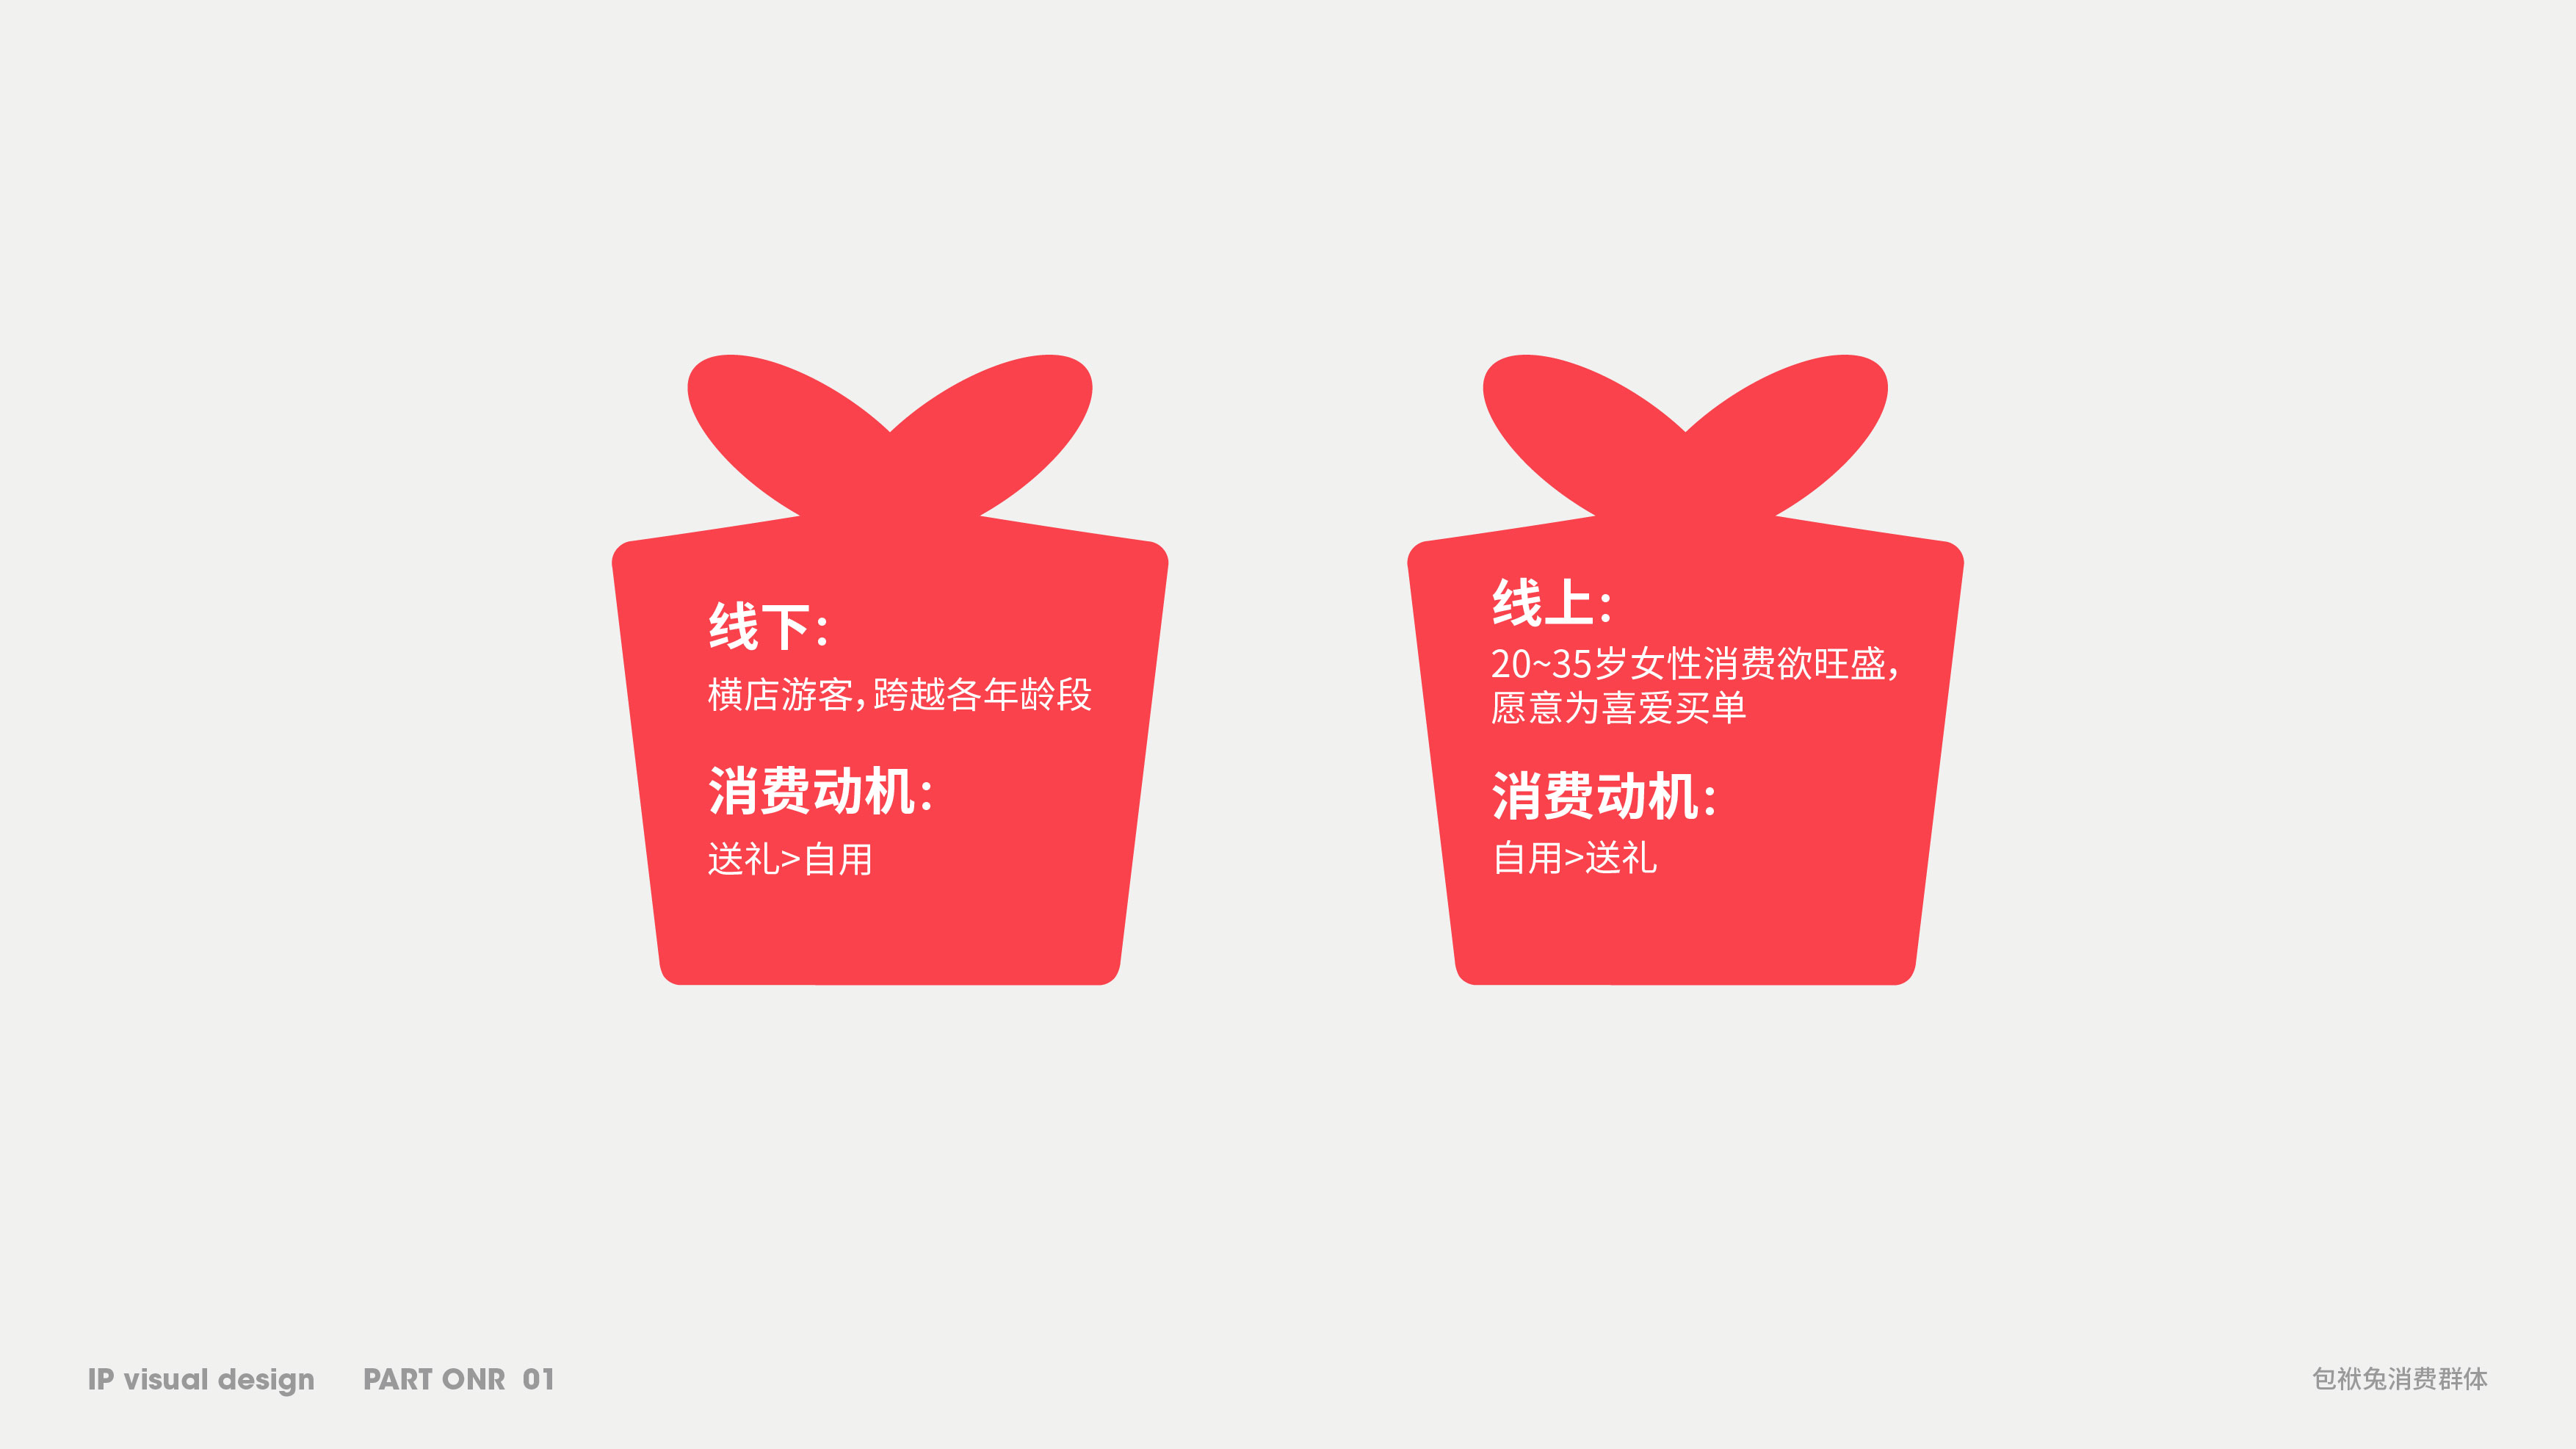 线下:
横店游客,跨越各年龄段
消费动机:
送礼>自用
线上:
20~35岁女性消费欲旺盛,
愿意为喜爱买单
消费动机:
自用>送礼
IP visual design PART ONR 01
包袱兔消费群体